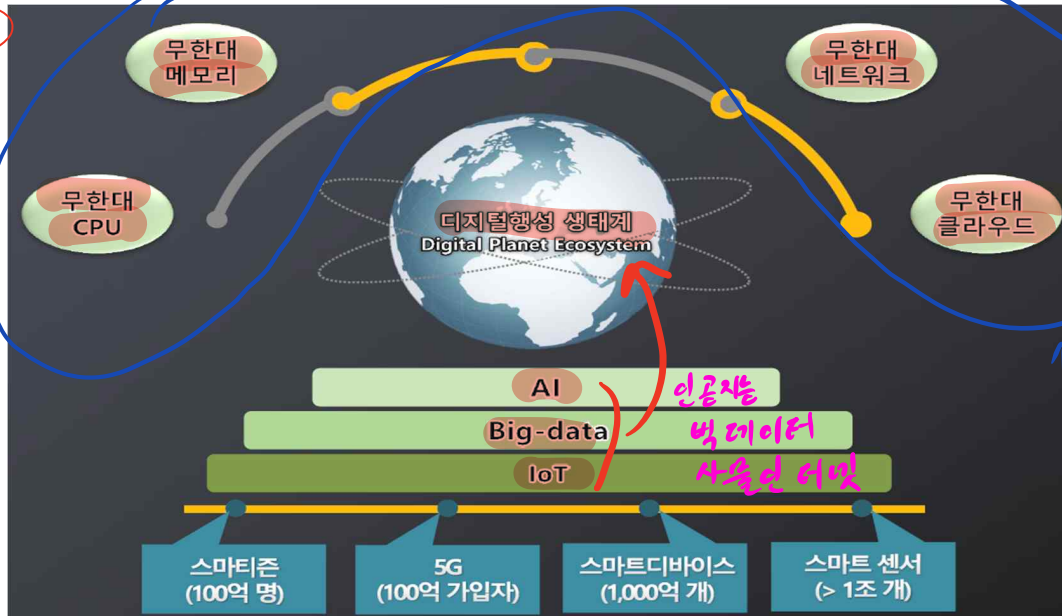 무한대
메모리
무한대
네트워크
무한대
CPU
무한대
클라우드
디지털행성 생태계
Digital Planet Ecosystem
AI
인공지능
Big-data
빅데이터
IoT
사물인터넷
스마티즌
(100억 명)
5G
(100억 가입자)
스마트디바이스
(1,000억 개)
스마트 센서
(> 1조 개)